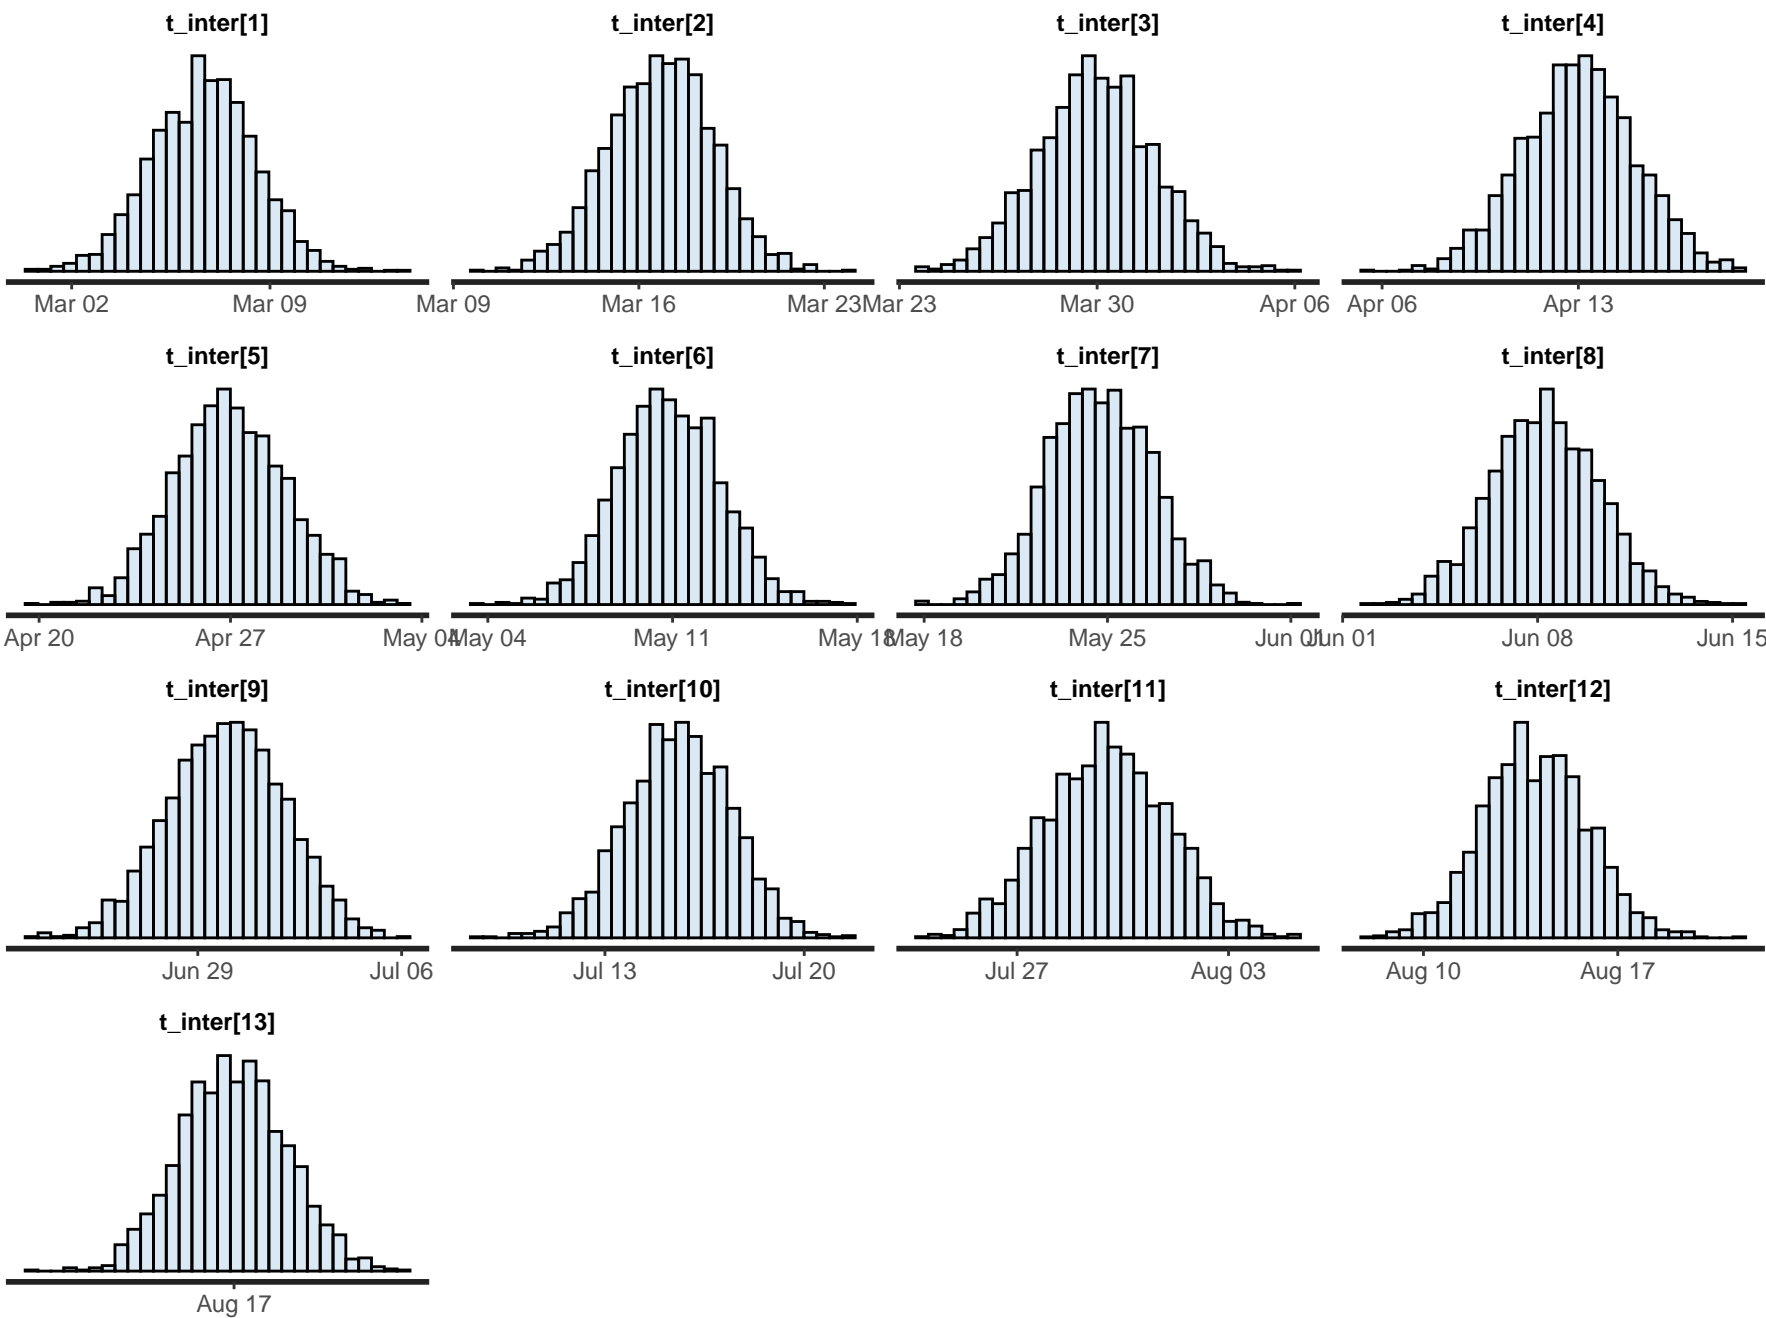 t_inter[1] t_inter[2] t_inter[3] t_inter[4]
Mar 02 Mar 09 Mar 09 Mar 16 Mar 23 Mar 23 Mar 30 Apr 06 Apr 06 Apr 13
t_inter[5] t_inter[6] t_inter[7] t_inter[8]
Apr 20 Apr 27 May 04 May 04 May 11 May 18 May 18 May 25 Jun 01 Jun 01 Jun 08 Jun 15
t_inter[9] t_inter[10] t_inter[11] t_inter[12]
Jun 29 Jul 06 Jul 13 Jul 20 Jul 27 Aug 03 Aug 10 Aug 17
t_inter[13]
Aug 17